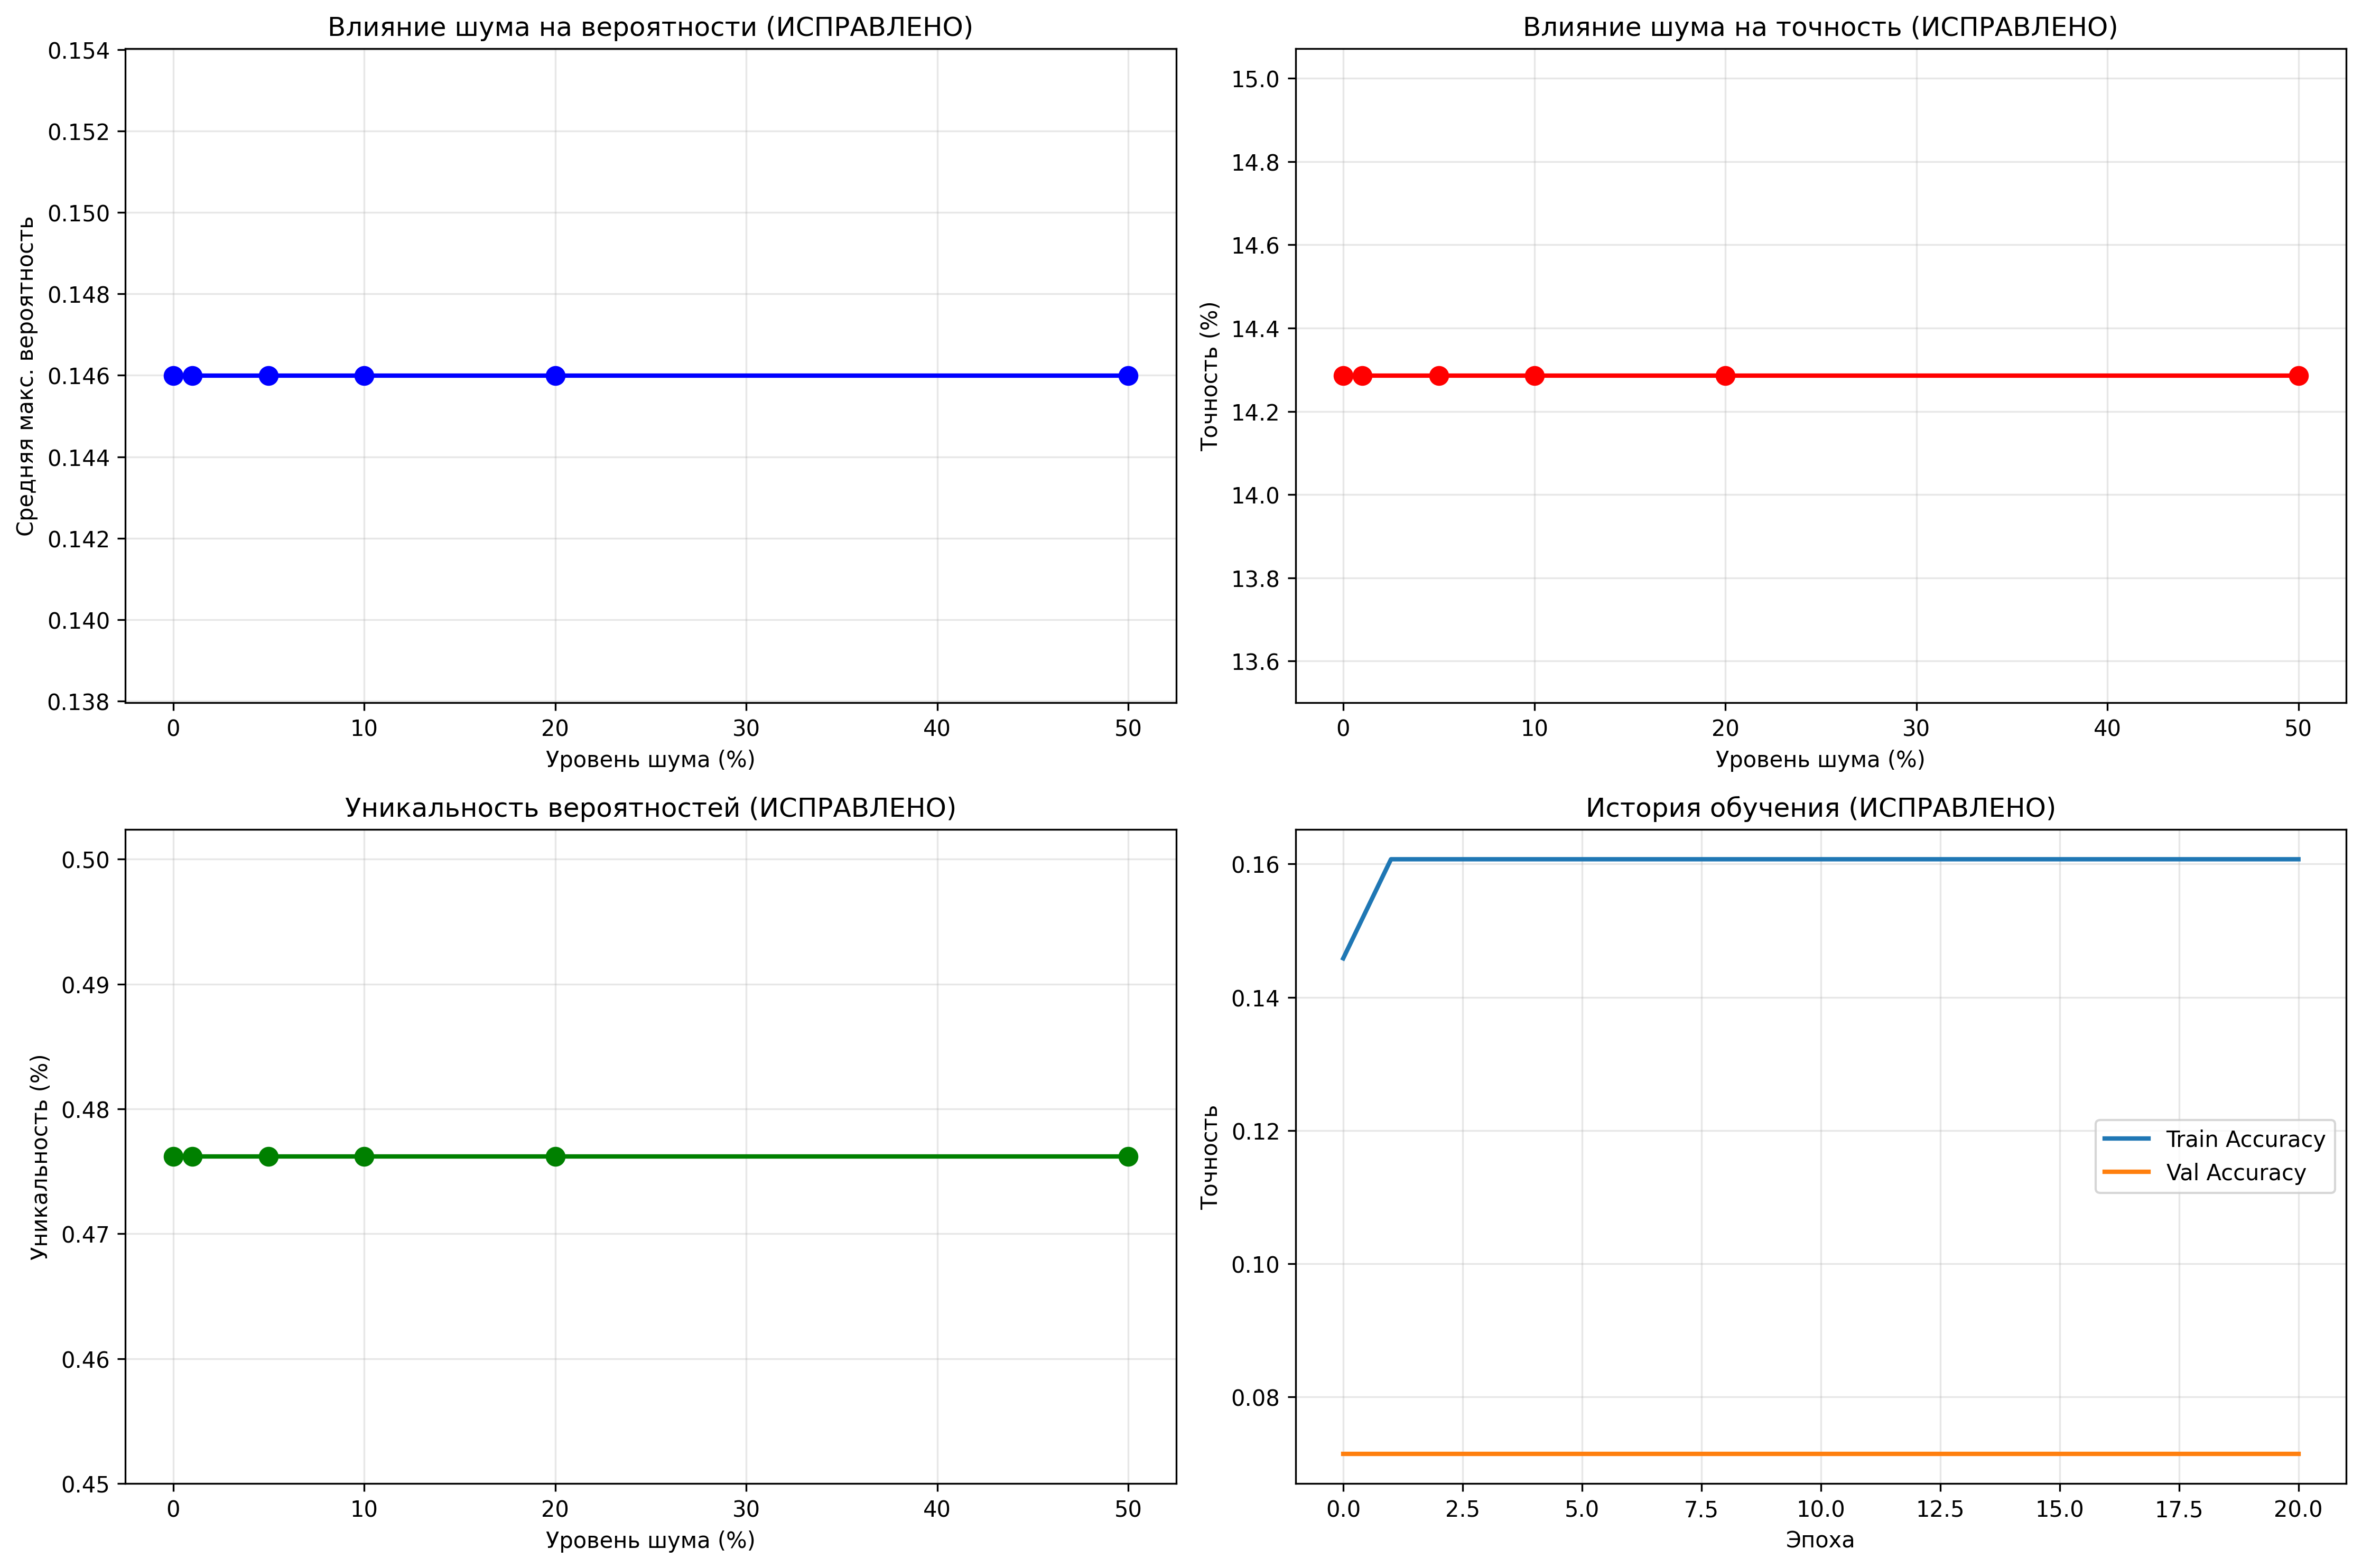 Влияние шума на вероятности (ИСПРАВЛЕНО)
Средняя макс. вероятность
0.154
0.152
0.150
0.148
0.146
0.144
0.142
0.140
0.138
0 10 20 30 40 50
Уровень шума (%)
Влияние шума на точность (ИСПРАВЛЕНО)
Точность (%)
15.0
14.8
14.6
14.4
14.2
14.0
13.8
13.6
0 10 20 30 40 50
Уровень шума (%)
Уникальность вероятностей (ИСПРАВЛЕНО)
Уникальность (%)
0.50
0.49
0.48
0.47
0.46
0.45
0 10 20 30 40 50
Уровень шума (%)
История обучения (ИСПРАВЛЕНО)
Точность
0.16
0.14
0.12
0.10
0.08
Train Accuracy
Val Accuracy
0.0 2.5 5.0 7.5 10.0 12.5 15.0 17.5 20.0
Эпоха